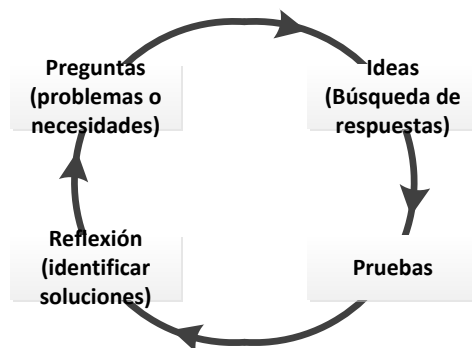 Preguntas
(problemas o
necesidades)
Ideas
(Búsqueda de
respuestas)
Pruebas
Reflexión
(identificar
soluciones)